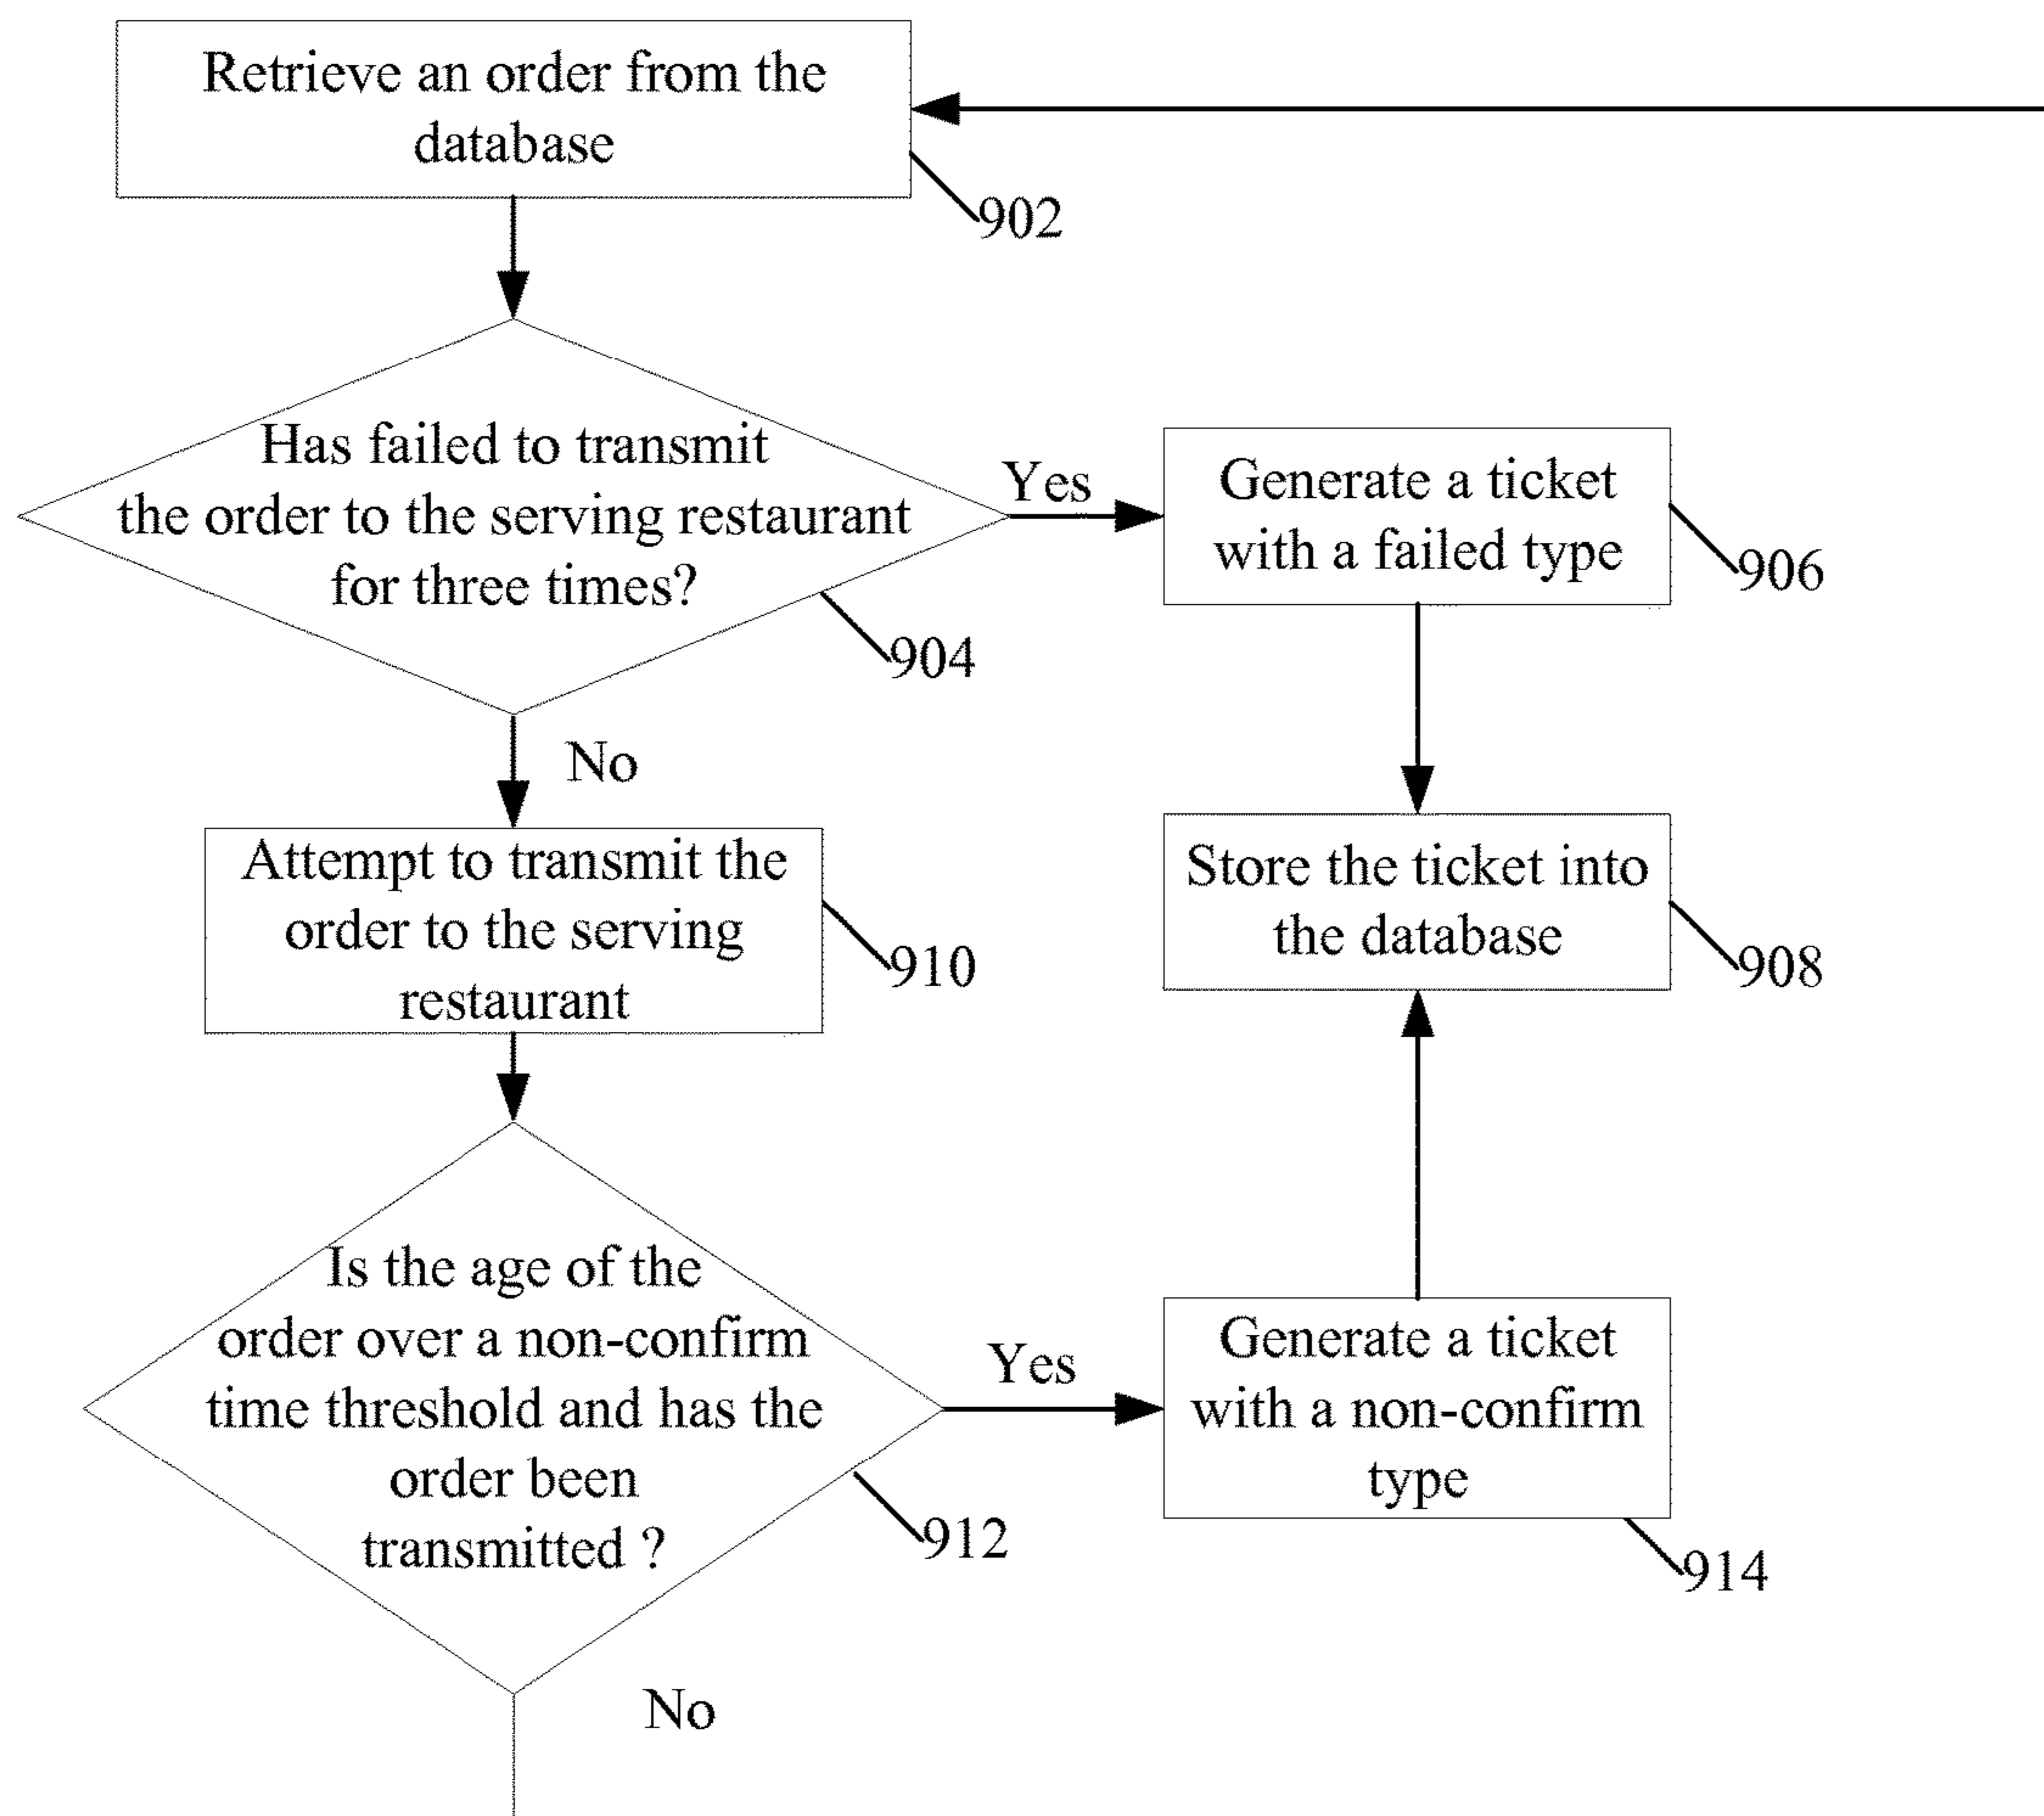 Retrieve an order from the
database
902
Has failed to transmit
the order to the serving restaurant
for three times?
904
Yes
Generate a ticket
with a failed type
906
No
Attempt to transmit the
order to the serving
restaurant
910
Store the ticket into
the database
908
Is the age of the
order over a non-confirm
time threshold and has the
order been
transmitted ?
912
Yes
Generate a ticket
with a non-confirm
type
914
No